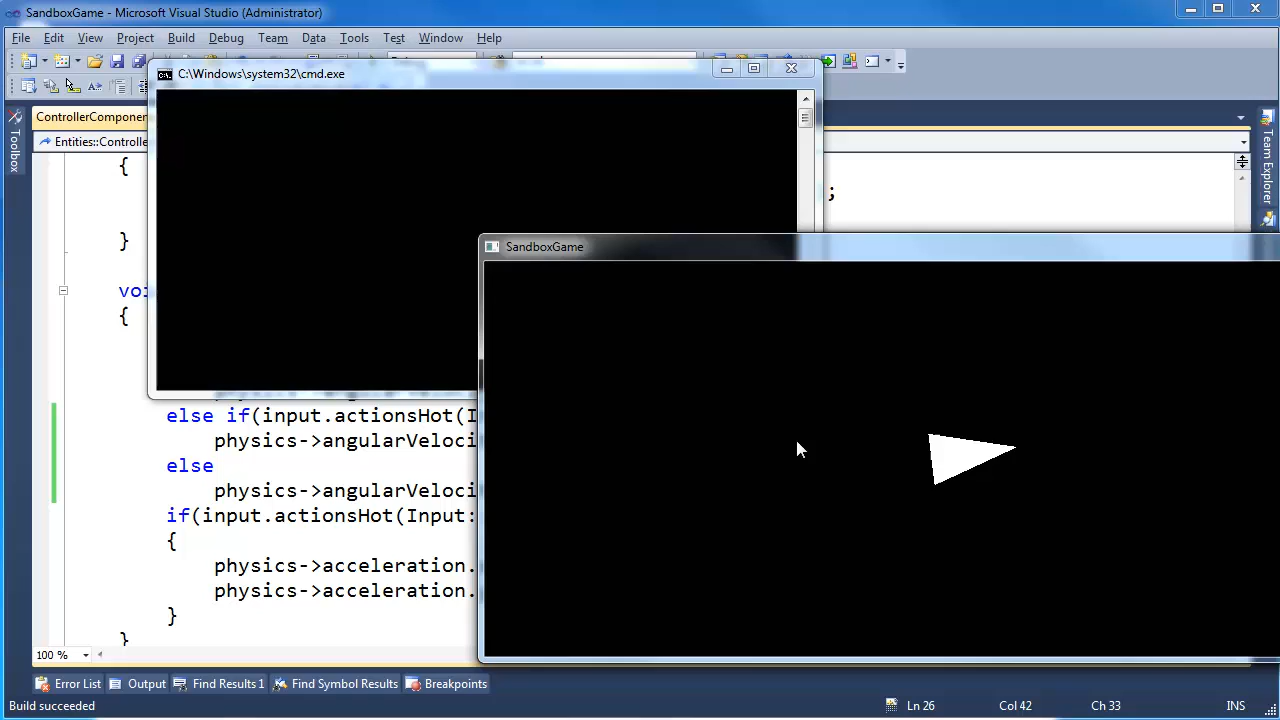 SandboxGame - Microsoft Visual Studio (Administrator)
File Edit View Project Build Debug Team Data Tools Test Window Help
C:\Windows\system32\cmd.exe
ControllerComponen
Entities::Controlle
Toolbox
Team Explorer
{
;
}
SandboxGame
voi
{
else if(input.actionsHot(I
physics->angularVeloci
else
physics->angularVeloci
if(input.actionsHot(Input:
{
physics->acceleration.
physics->acceleration.
}
}
100 %
Error List Output Find Results 1 Find Symbol Results Breakpoints
Build succeeded Ln 26 Col 42 Ch 33 INS